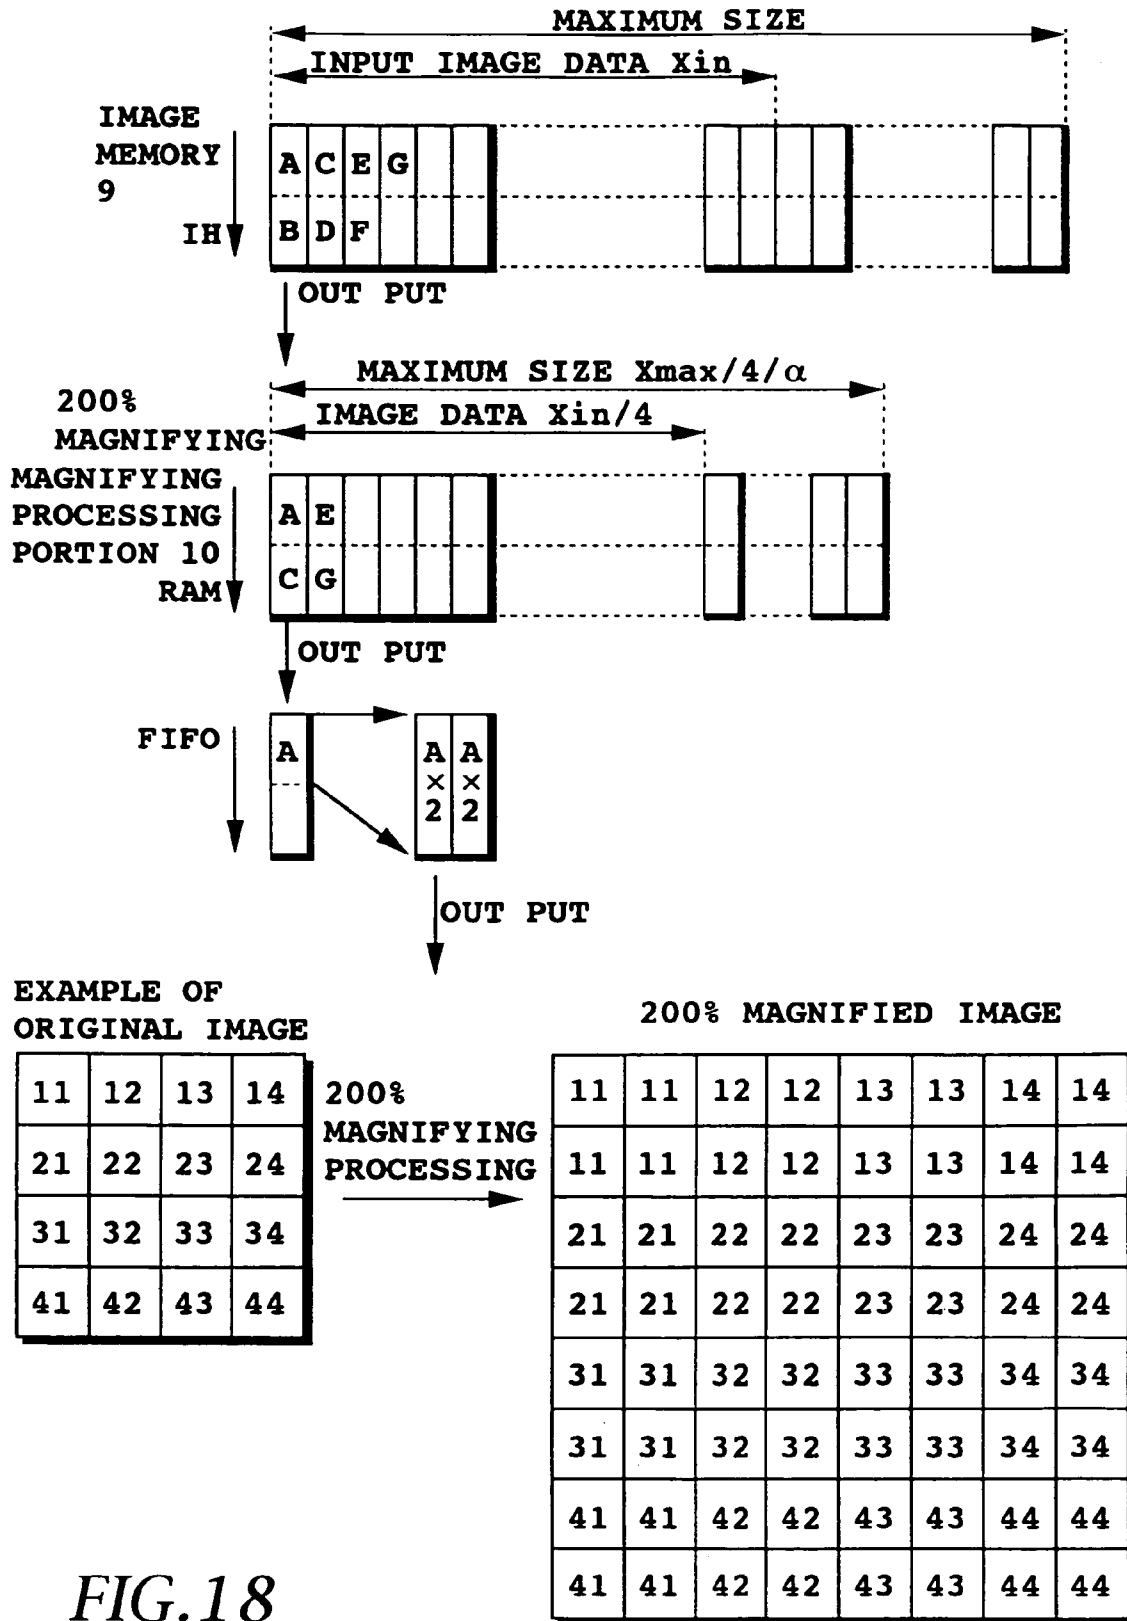 MAXIMUM SIZE
INPUT IMAGE DATA Xin
IMAGE
MEMORY
9
IH
A C E G
B D F
OUT PUT
MAXIMUM SIZE Xmax/4/α
IMAGE DATA Xin/4
200%
MAGNIFYING
MAGNIFYING
PROCESSING
PORTION 10
RAM
A E
C G
OUT PUT
FIFO
A
A A
× ×
2 2
OUT PUT
EXAMPLE OF
ORIGINAL IMAGE
11 12 13 14
21 22 23 24
31 32 33 34
41 42 43 44
200%
MAGNIFYING
PROCESSING
200% MAGNIFIED IMAGE
11 11 12 12 13 13 14 14
11 11 12 12 13 13 14 14
21 21 22 22 23 23 24 24
21 21 22 22 23 23 24 24
31 31 32 32 33 33 34 34
31 31 32 32 33 33 34 34
41 41 42 42 43 43 44 44
41 41 42 42 43 43 44 44
FIG.18